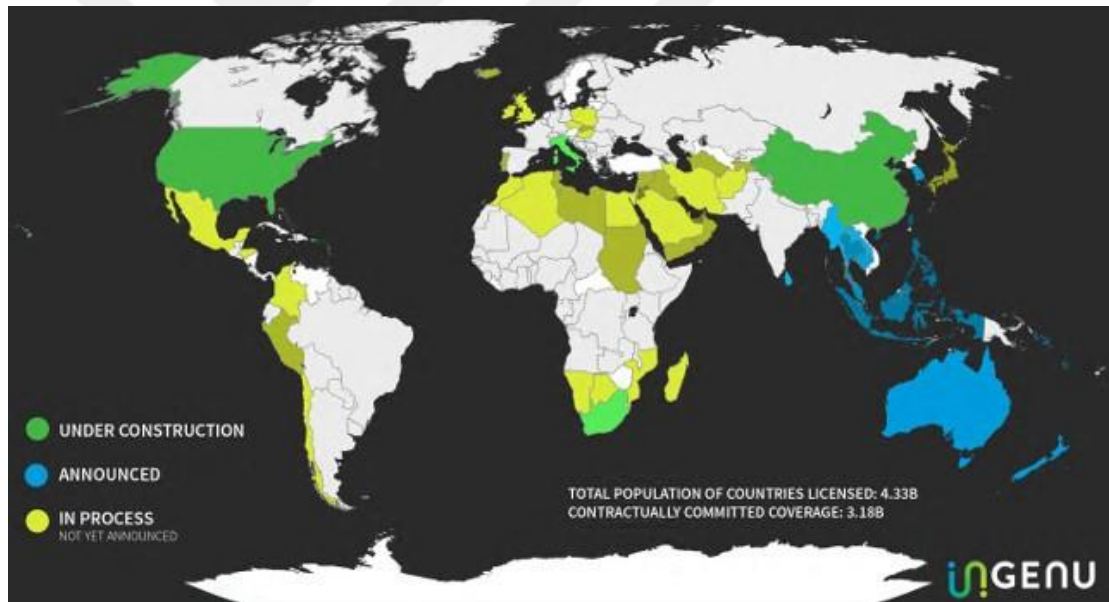 UNDER CONSTRUCTION
ANNOUNCED
IN PROCESS
NOT YET ANNOUNCED
TOTAL POPULATION OF COUNTRIES LICENSED: 4.33B
CONTRACTUALLY COMMITTED COVERAGE: 3.18B
INGENU